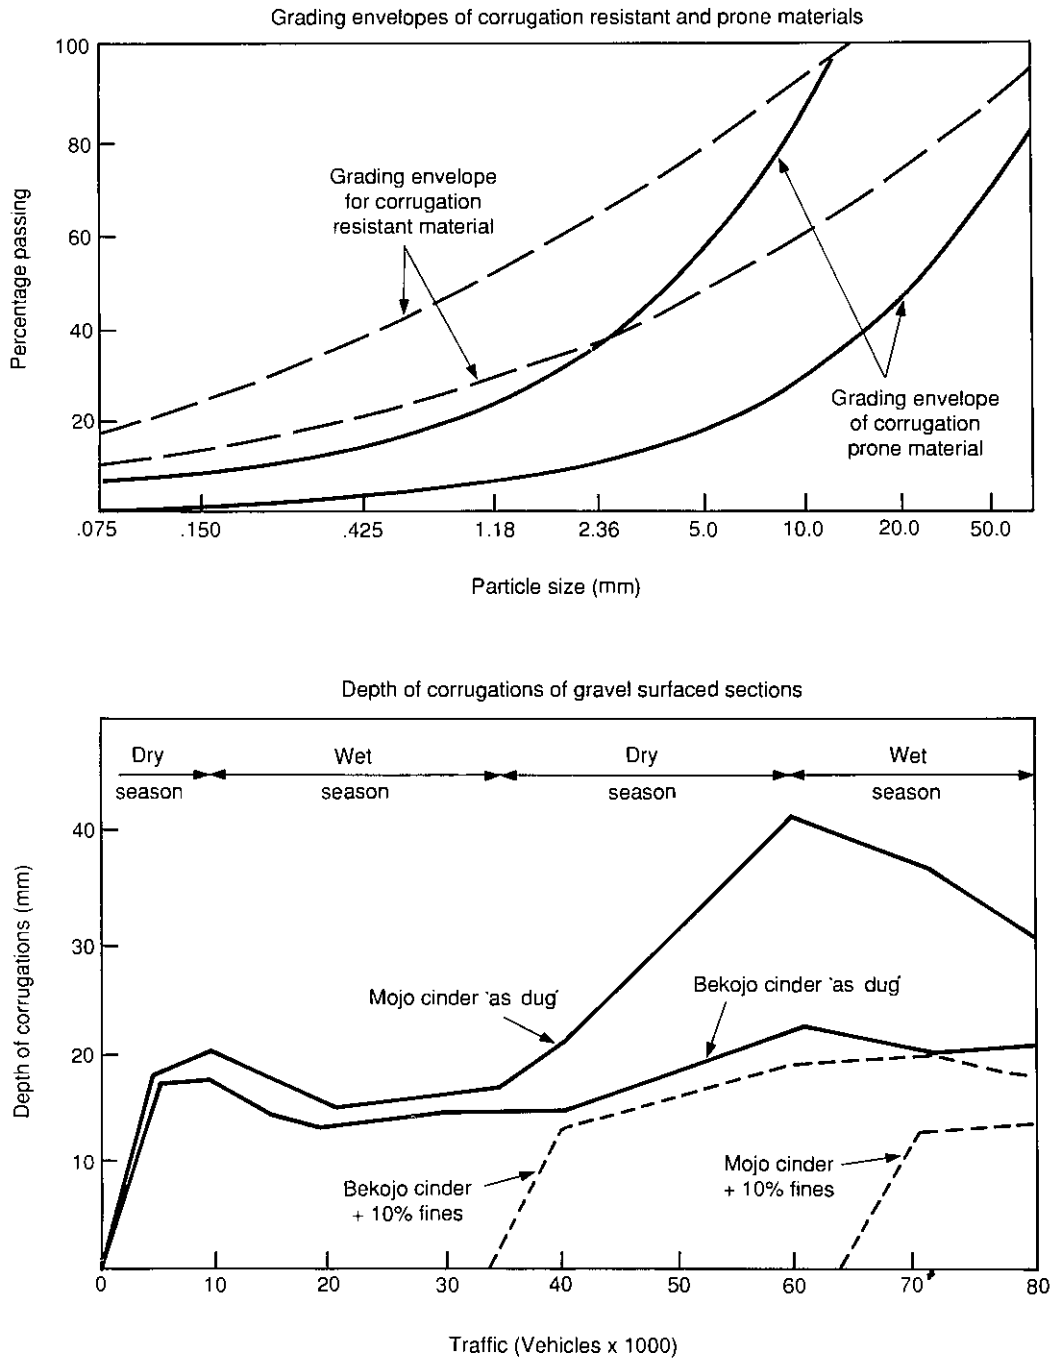 Grading envelopes of corrugation resistant and prone materials
100
80
60
40
20
Percentage passing
Grading envelope
for corrugation
resistant material
Grading envelope
of corrugation
prone material
.075
.150
.425
1.18
2.36
5.0
10.0
20.0
50.0
Particle size (mm)
Depth of corrugations of gravel surfaced sections
Dry
season
Wet
season
Dry
season
Wet
season
40
30
20
10
Depth of corrugations (mm)
Mojo cinder 'as dug'
Bekojo cinder 'as dug'
Bekojo cinder
+ 10% fines
Mojo cinder
+ 10% fines
0
10
20
30
40
50
60
70
80
Traffic (Vehicles x 1000)